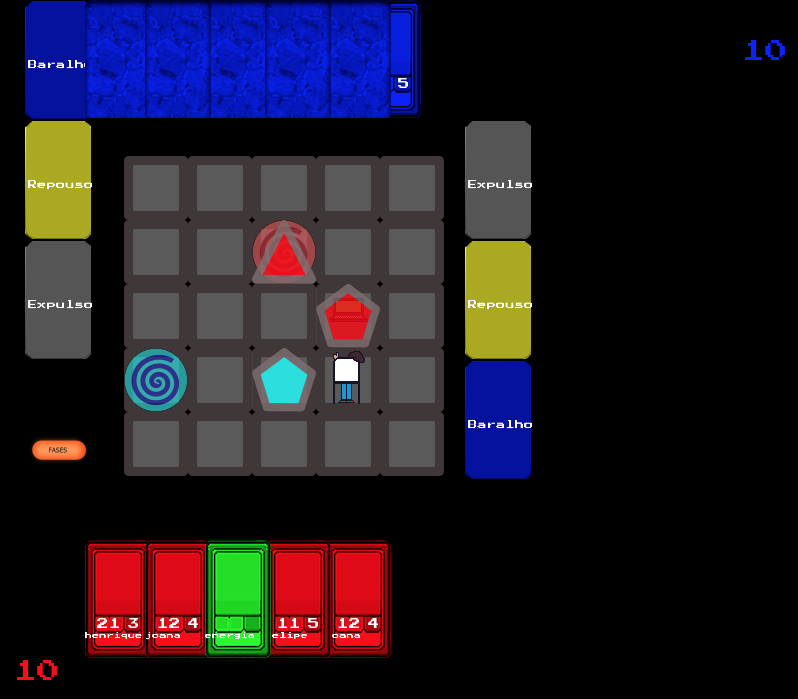 10
Baralh
5
Repouso
Expulso
Expulso
Repouso
Baralho
FASES
21 3
12 4
11 5
12 4
henrique
joana
energia
elipe
oana
10